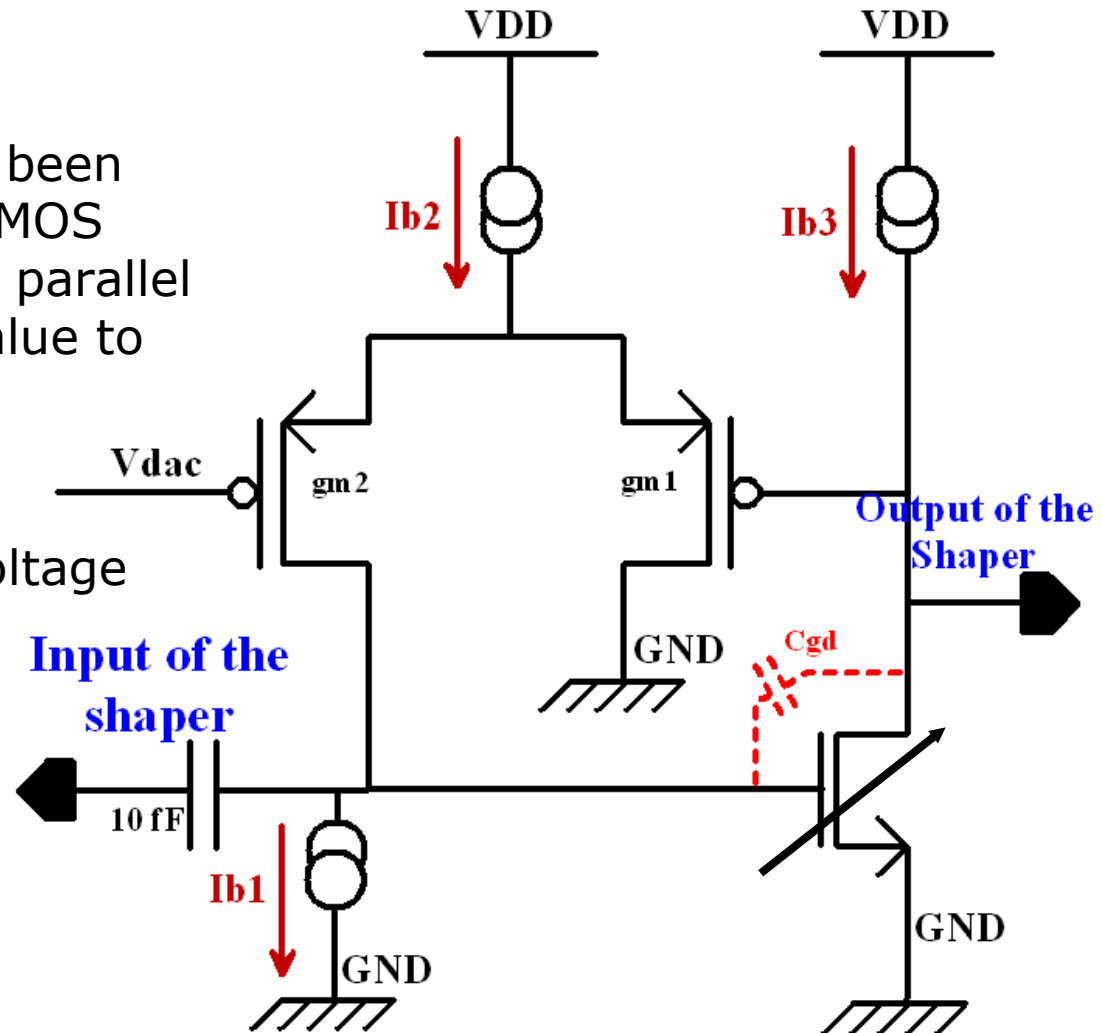 VDD
VDD
been
MOS
parallel
alue to
Ib2
Ib3
Vdac
gm2
gm1
Output of the
Shaper
oltage
Input of the
shaper
Cgd
GND
10 fF
Ib1
GND
GND